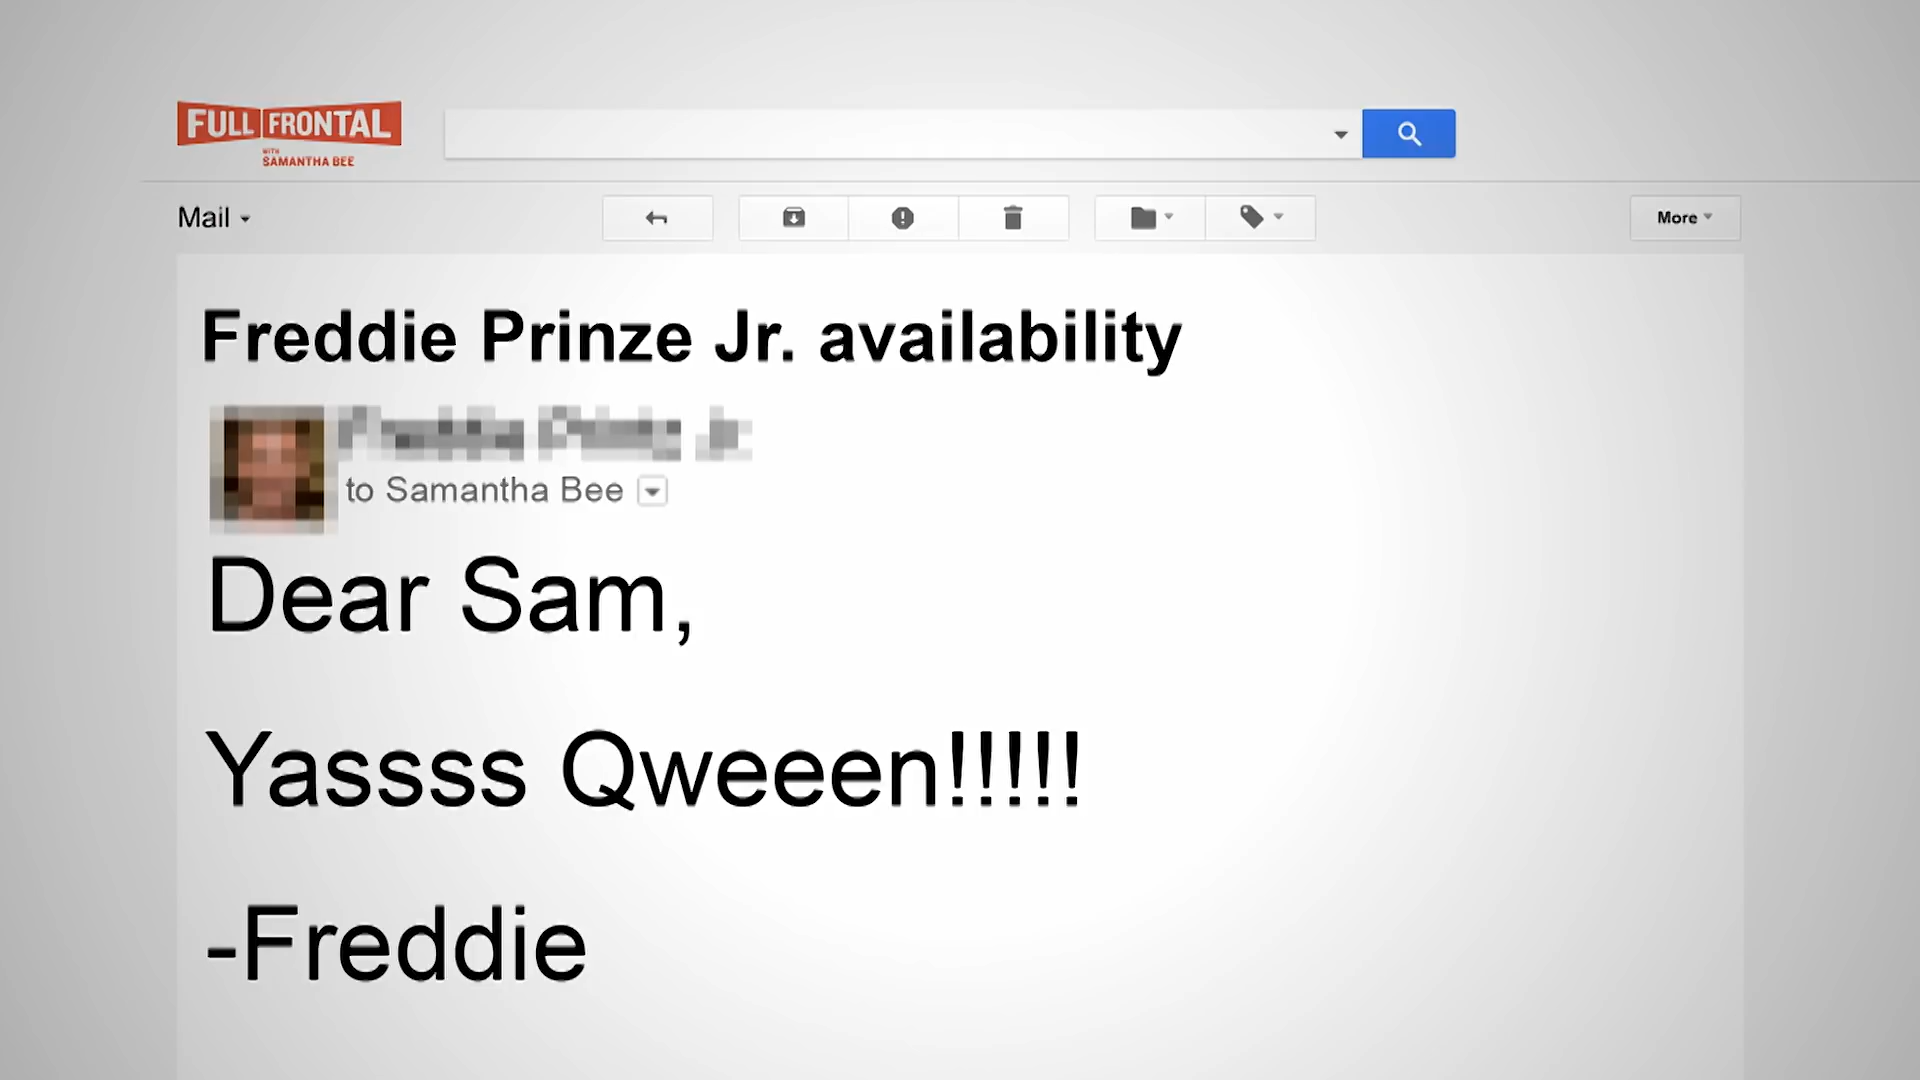 FULL FRONTAL
WITH
SAMANTHA BEE
Mail
More
Freddie Prinze Jr. availability
to Samantha Bee
Dear Sam,
Yassss Qweeen!!!!!
-Freddie